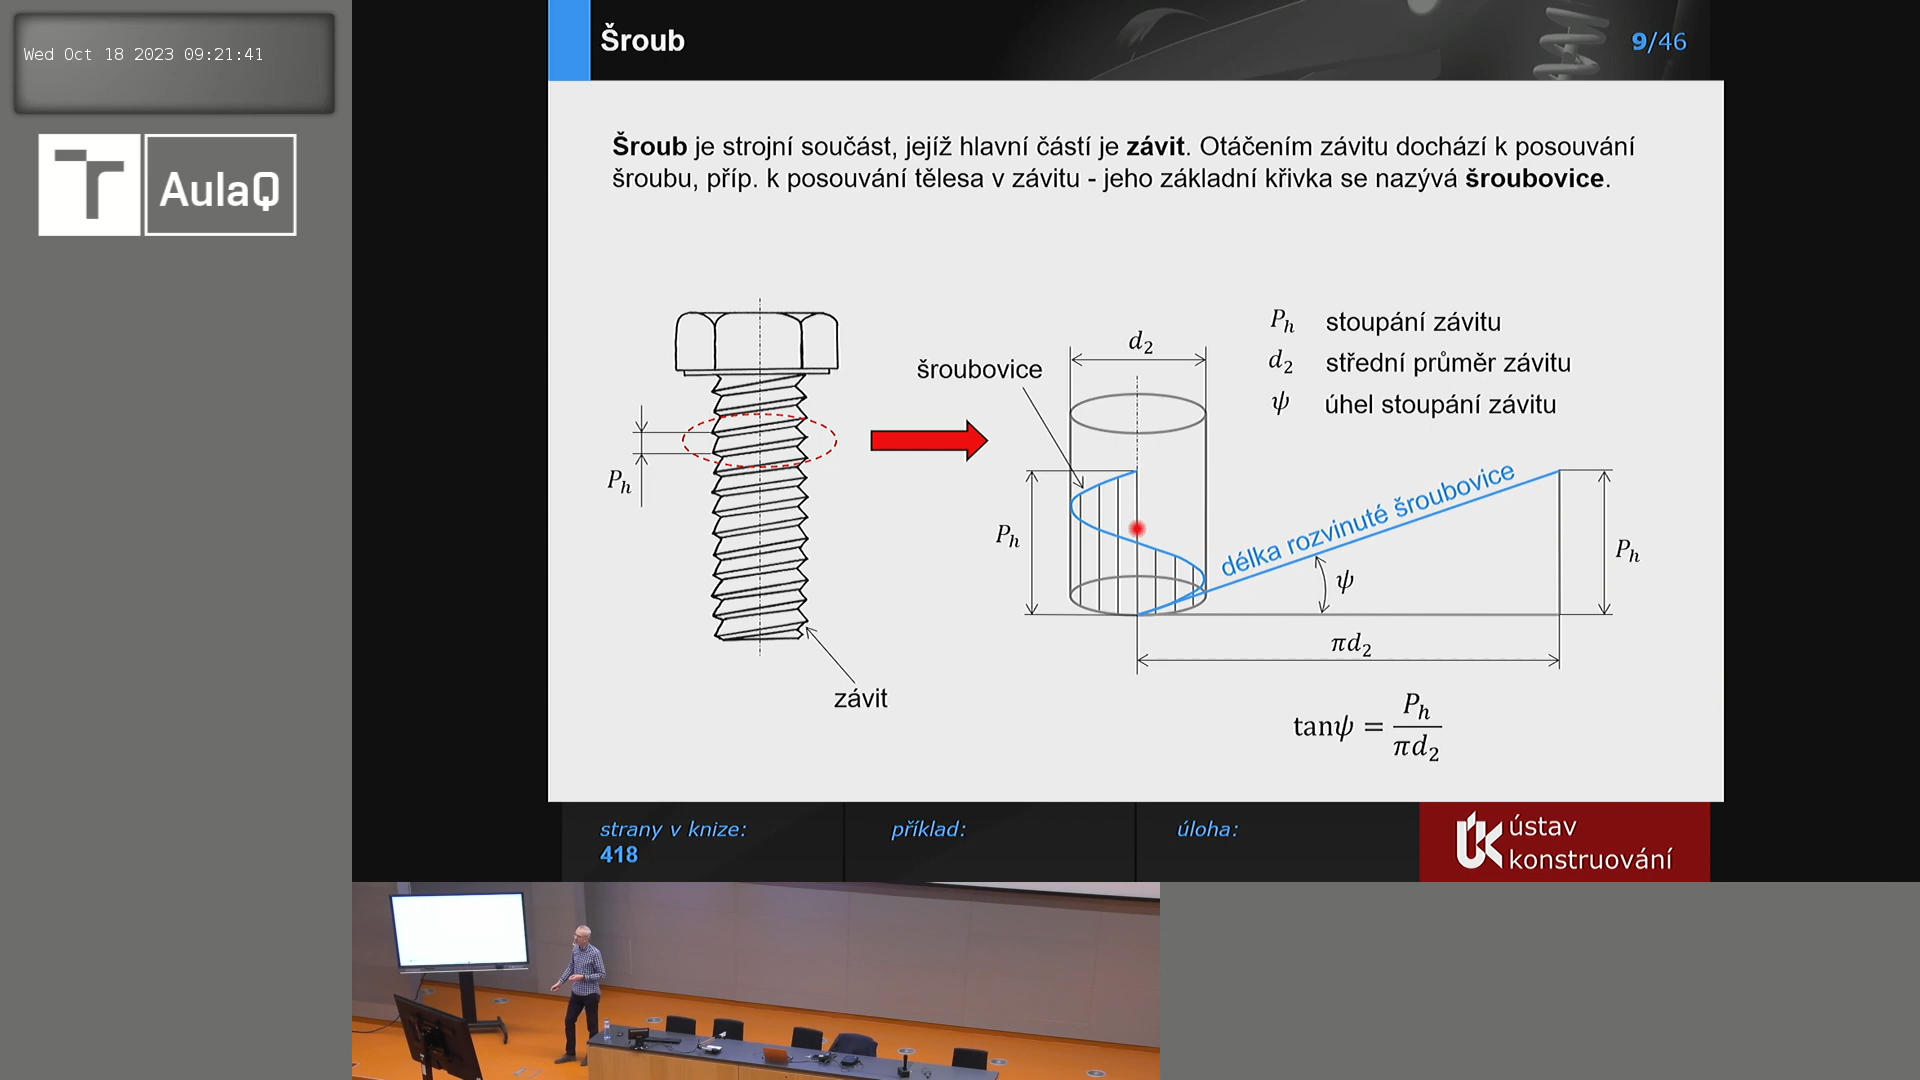 Wed Oct 18 2023 09:21:41
AulaQ
Šroub
9/46
Šroub je strojní součást, jejíž hlavní částí je závit. Otáčením závitu dochází k posouvání
šroubu, příp. k posouvání tělesa v závitu - jeho základní křivka se nazývá šroubovice.
Pₕ
závit
šroubovice
d₂
Pₕ
Pₕ stoupání závitu
d₂ střední průměr závitu
ψ úhel stoupání závitu
délka rozvinuté šroubovice
ψ
Pₕ
πd₂
tanψ = Pₕ / πd₂
strany v knize:
418
příklad:
úloha:
ÚK ústav
konstruování